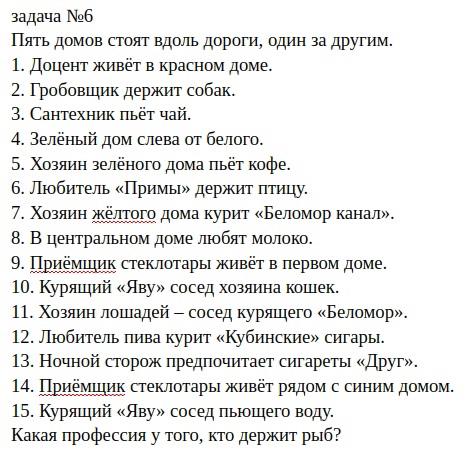 задача №6
Пять домов стоят вдоль дороги, один за другим.
1. Доцент живёт в красном доме.
2. Гробовщик держит собак.
3. Сантехник пьёт чай.
4. Зелёный дом слева от белого.
5. Хозяин зелёного дома пьёт кофе.
6. Любитель «Примы» держит птицу.
7. Хозяин жёлтого дома курит «Беломор канал».
8. В центральном доме любят молоко.
9. Приёмщик стеклотары живёт в первом доме.
10. Курящий «Яву» сосед хозяина кошек.
11. Хозяин лошадей – сосед курящего «Беломор».
12. Любитель пива курит «Кубинские» сигары.
13. Ночной сторож предпочитает сигареты «Друг».
14. Приёмщик стеклотары живёт рядом с синим домом.
15. Курящий «Яву» сосед пьющего воду.
Какая профессия у того, кто держит рыб?